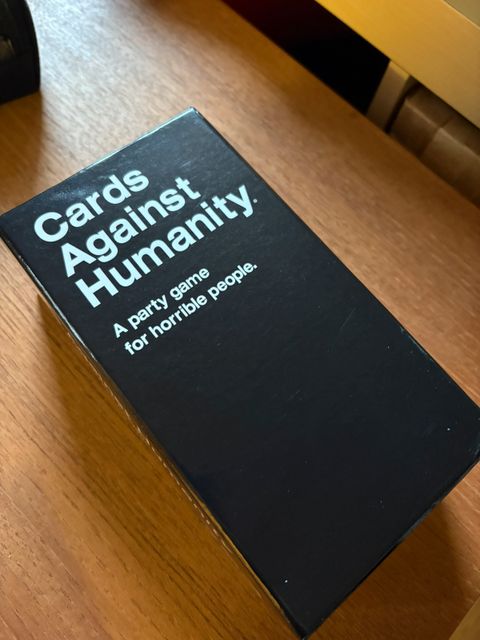 Cards
Against
Humanity.
A party game
for horrible people.